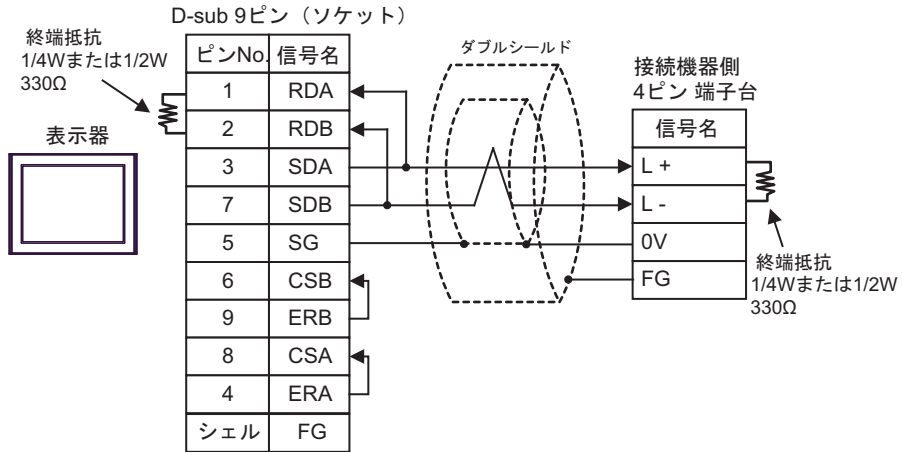 D-sub 9ピン（ソケット）
終端抵抗
1/4Wまたは1/2W
330Ω
表示器
ピンNo. 信号名
1 RDA
2 RDB
3 SDA
7 SDB
5 SG
6 CSB
9 ERB
8 CSA
4 ERA
シェル FG
ダブルシールド
接続機器側
4ピン 端子台
信号名
L +
L -
0V
FG
終端抵抗
1/4Wまたは1/2W
330Ω